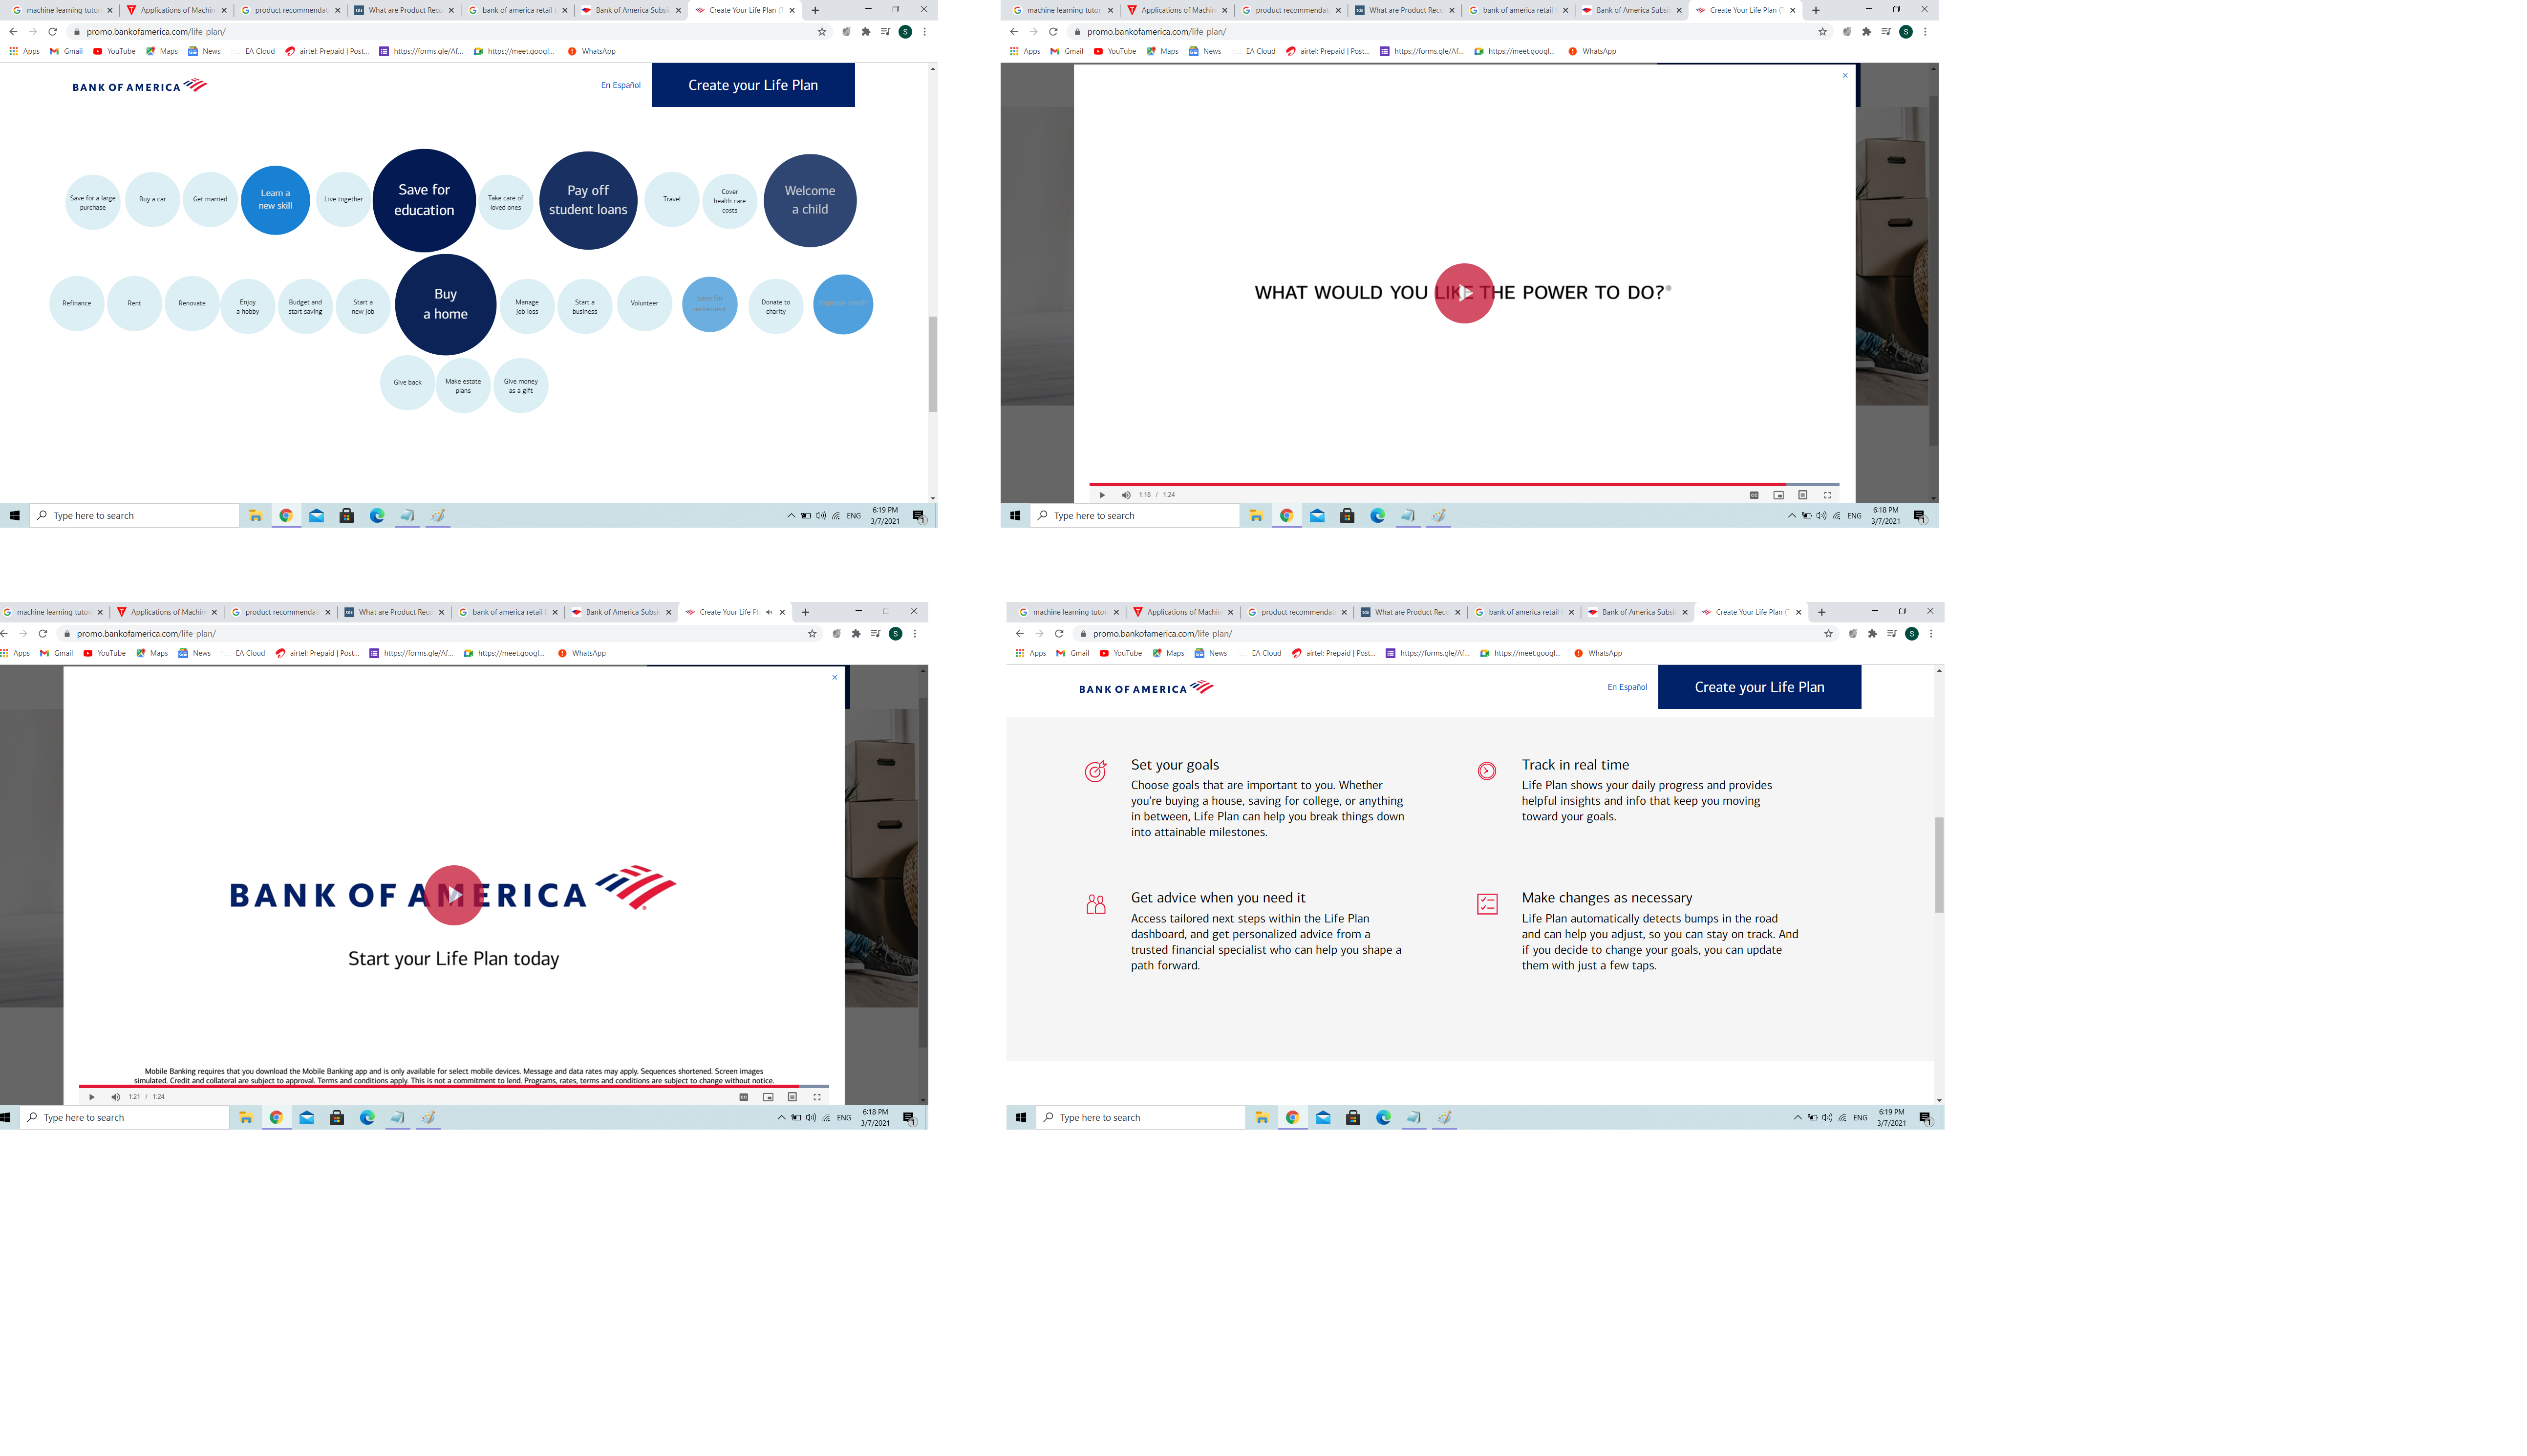 machine learning tutor
Applications of Machin
product recommendat
What are Product Reco
bank of america retail
Bank of America Subsi
Create Your Life Plan (
promo.bankofamerica.com/life-plan/
S
Apps
Gmail
YouTube
Maps
News
EA Cloud
airtel: Prepaid | Post...
https://forms.gle/Af...
https://meet.googl...
WhatsApp
BANK OF AMERICA
En Español
Create your Life Plan
Save for a large
purchase
Buy a car
Get married
Learn a
new skill
Live together
Save for
education
Take care of
loved ones
Pay off
student loans
Travel
Cover
health care
costs
Welcome
a child
Refinance
Rent
Renovate
Enjoy
a hobby
Budget and
start saving
Start a
new job
Buy
a home
Manage
job loss
Start a
business
Volunteer
Save for
retirement
Donate to
charity
Give back
Make estate
plans
Give money
as a gift
Type here to search
ENG
6:19 PM
3/7/2021
1
machine learning tutor
Applications of Machin
product recommendat
What are Product Reco
bank of america retail
Bank of America Subsi
Create Your Life Plan (
promo.bankofamerica.com/life-plan/
S
Apps
Gmail
YouTube
Maps
News
EA Cloud
airtel: Prepaid | Post...
https://forms.gle/Af...
https://meet.googl...
WhatsApp
WHAT WOULD YOU LIKE THE POWER TO DO?®
1:18 / 1:24
Type here to search
ENG
6:18 PM
3/7/2021
1
machine learning tutor
Applications of Machin
product recommendat
What are Product Reco
bank of america retail
Bank of America Subsi
Create Your Life Pl
promo.bankofamerica.com/life-plan/
S
Apps
Gmail
YouTube
Maps
News
EA Cloud
airtel: Prepaid | Post...
https://forms.gle/Af...
https://meet.googl...
WhatsApp
BANK OF AMERICA
Start your Life Plan today
Mobile Banking requires that you download the Mobile Banking app and is only available for select mobile devices. Message and data rates may apply. Sequences shortened. Screen images
simulated. Credit and collateral are subject to approval. Terms and conditions apply. This is not a commitment to lend. Programs, rates, terms and conditions are subject to change without notice.
1:21 / 1:24
Type here to search
ENG
6:18 PM
3/7/2021
1
machine learning tutor
Applications of Machin
product recommendat
What are Product Reco
bank of america retail
Bank of America Subsi
Create Your Life Plan (
promo.bankofamerica.com/life-plan/
S
Apps
Gmail
YouTube
Maps
News
EA Cloud
airtel: Prepaid | Post...
https://forms.gle/Af...
https://meet.googl...
WhatsApp
BANK OF AMERICA
En Español
Create your Life Plan
Set your goals
Choose goals that are important to you. Whether
you're buying a house, saving for college, or anything
in between, Life Plan can help you break things down
into attainable milestones.
Track in real time
Life Plan shows your daily progress and provides
helpful insights and info that keep you moving
toward your goals.
Get advice when you need it
Access tailored next steps within the Life Plan
dashboard, and get personalized advice from a
trusted financial specialist who can help you shape a
path forward.
Make changes as necessary
Life Plan automatically detects bumps in the road
and can help you adjust, so you can stay on track. And
if you decide to change your goals, you can update
them with just a few taps.
Type here to search
ENG
6:19 PM
3/7/2021
1